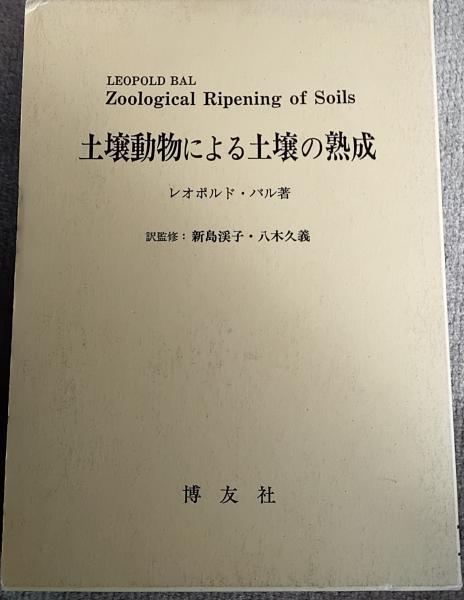 LEOPOLD BAL
Zoological Ripening of Soils
土壌動物による土壌の熟成
レオポルド・バル著
訳監修：新島渓子・八木久義
博友社